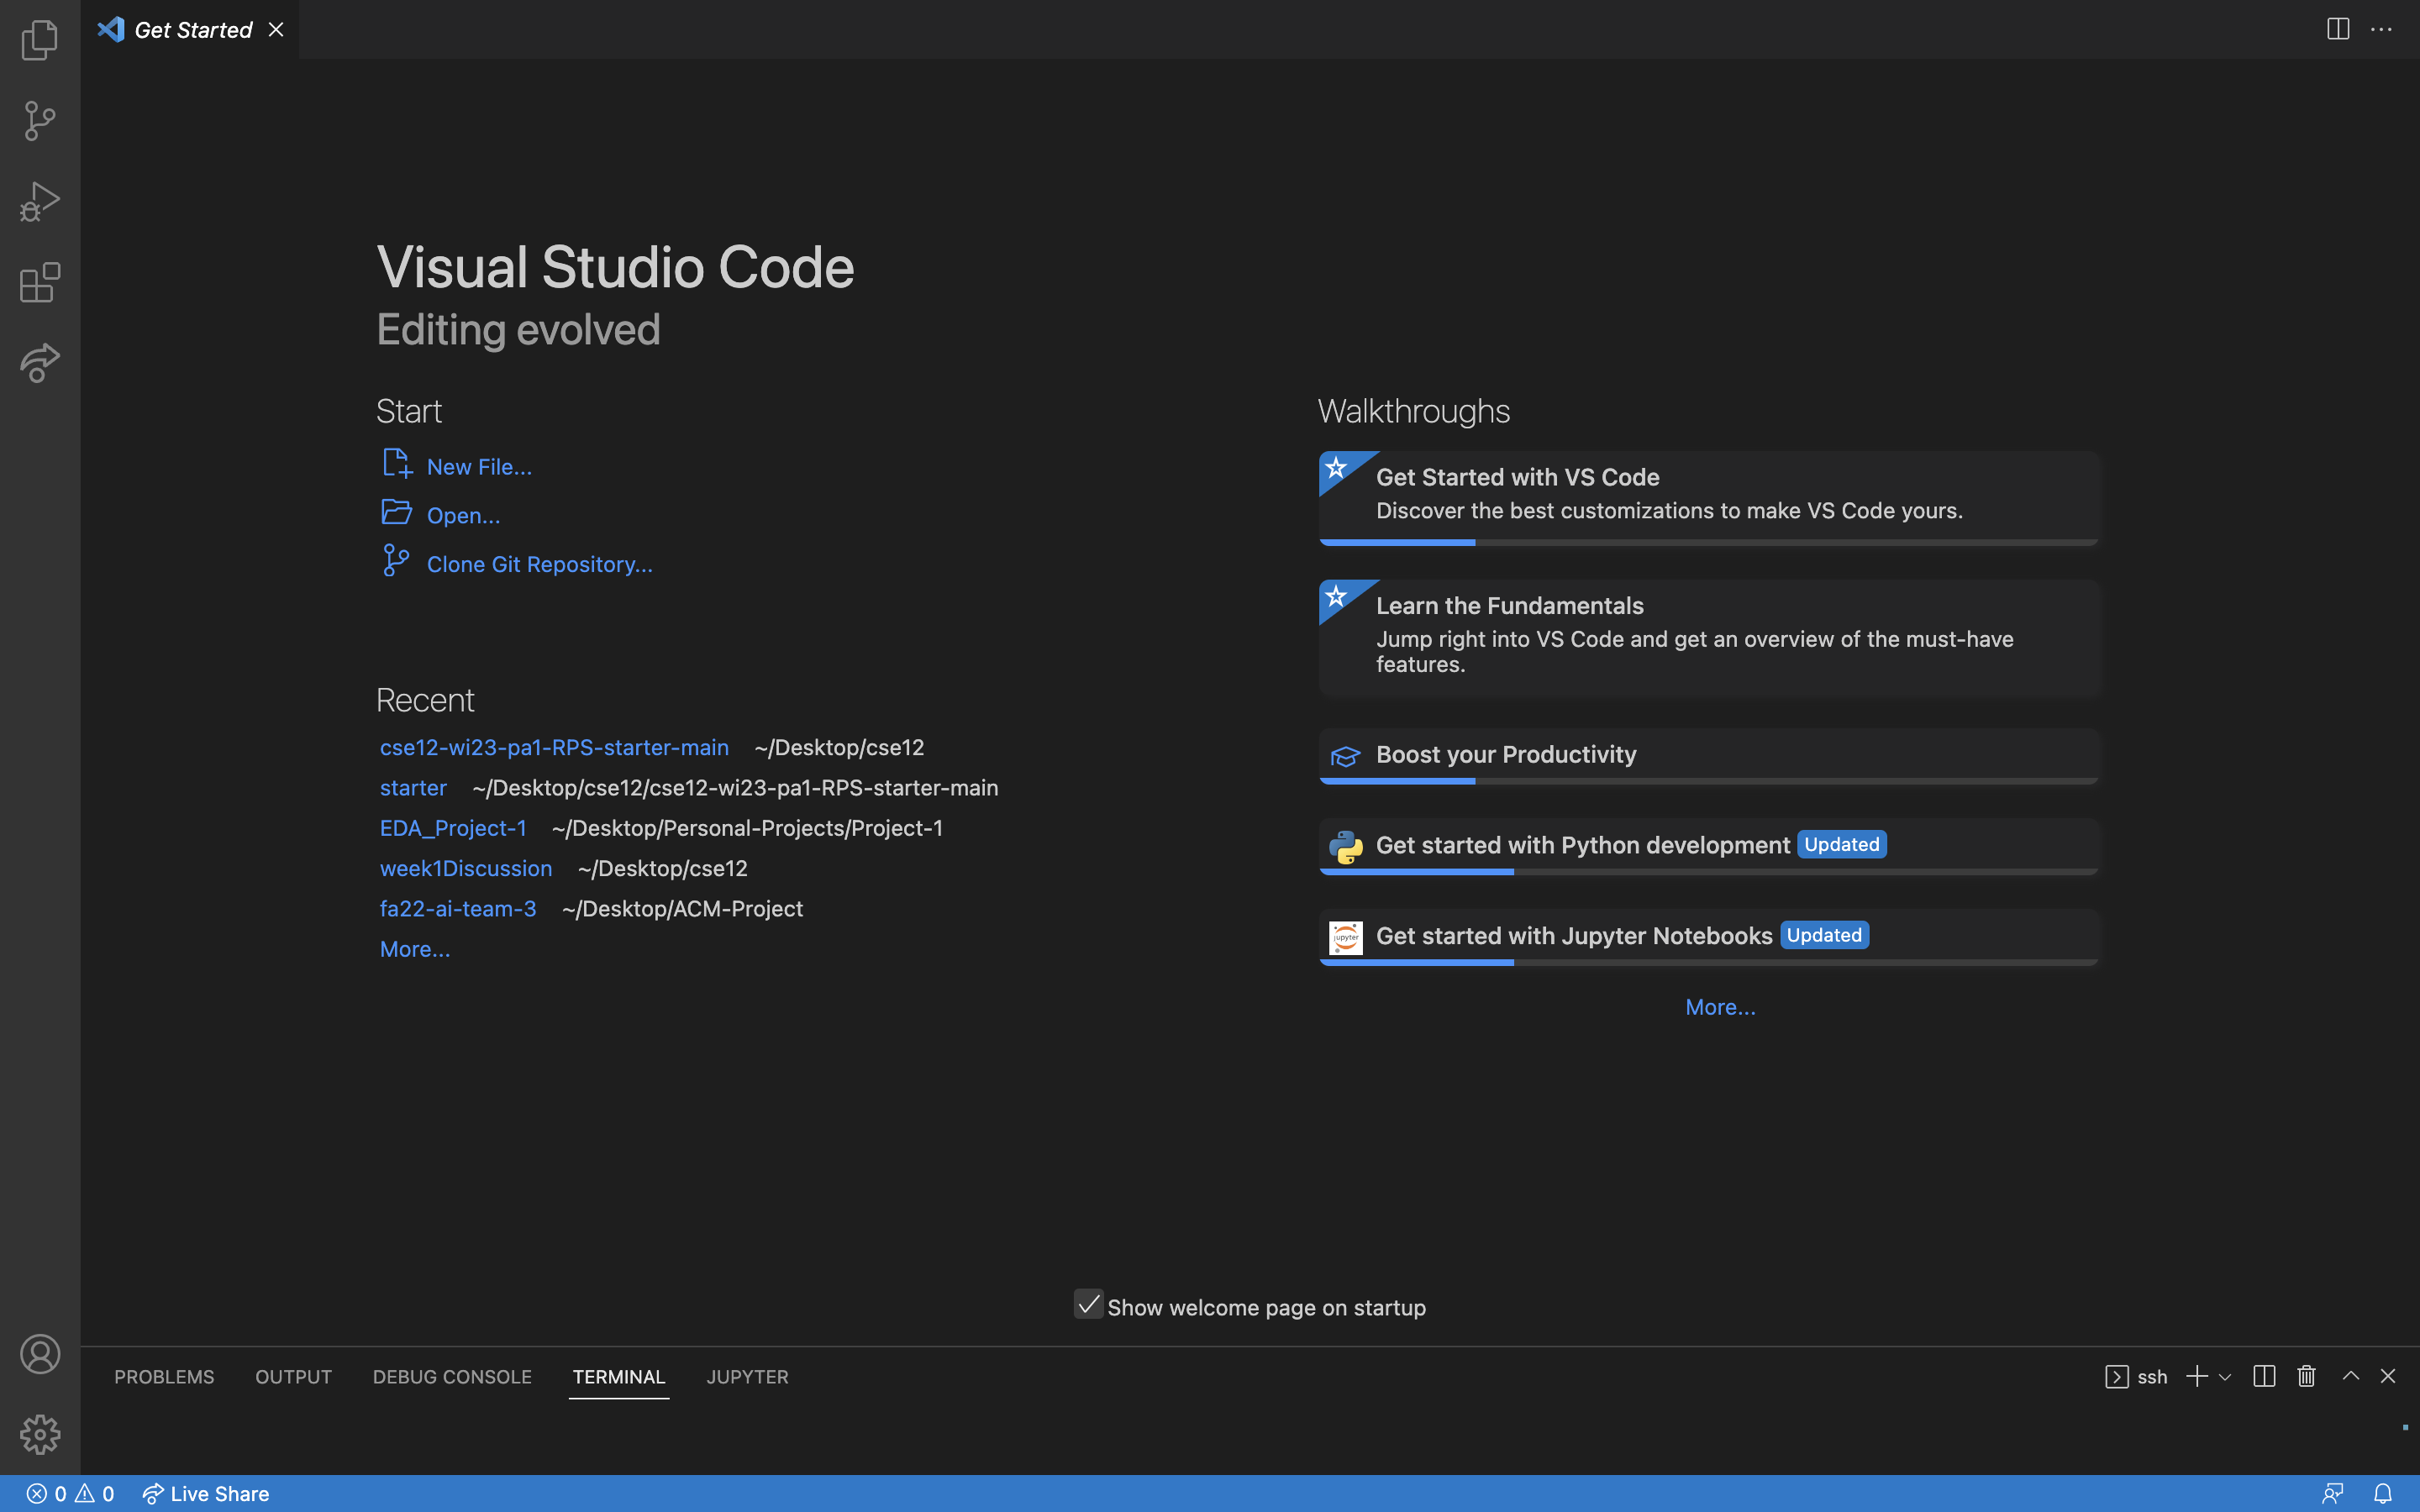 Get Started
Visual Studio Code
Editing evolved
Start
New File...
Open...
Clone Git Repository...
Recent
cse12-wi23-pa1-RPS-starter-main ~/Desktop/cse12
starter ~/Desktop/cse12/cse12-wi23-pa1-RPS-starter-main
EDA_Project-1 ~/Desktop/Personal-Projects/Project-1
week1Discussion ~/Desktop/cse12
fa22-ai-team-3 ~/Desktop/ACM-Project
More...
Walkthroughs
Get Started with VS Code
Discover the best customizations to make VS Code yours.
Learn the Fundamentals
Jump right into VS Code and get an overview of the must-have
features.
Boost your Productivity
Get started with Python development Updated
jupyter
Get started with Jupyter Notebooks Updated
More...
Show welcome page on startup
PROBLEMS OUTPUT DEBUG CONSOLE TERMINAL JUPYTER ssh
0 0 Live Share